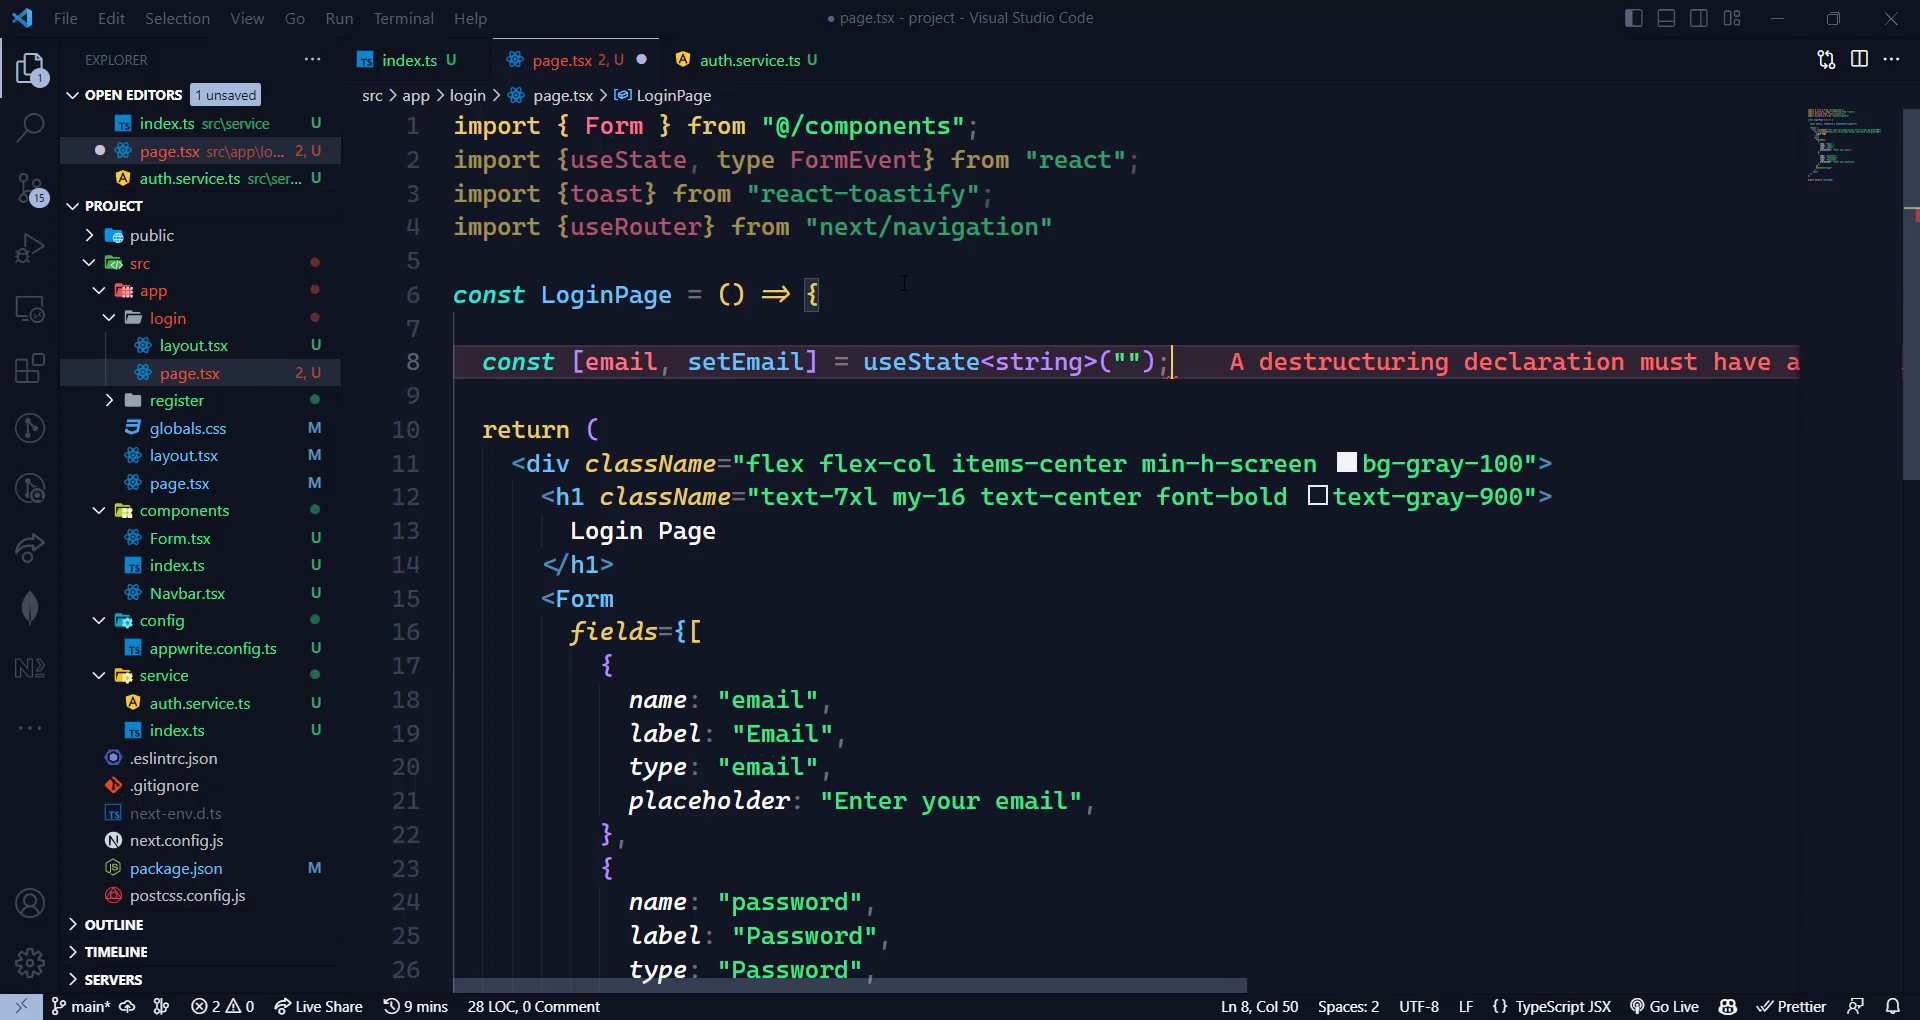 File Edit Selection View Go Run Terminal Help
● page.tsx - project - Visual Studio Code
EXPLORER
index.ts U
page.tsx 2, U
auth.service.ts U
OPEN EDITORS 1 unsaved
src > app > login > page.tsx > LoginPage
index.ts src\service U
page.tsx src\app\lo... 2, U
auth.service.ts src\ser... U
PROJECT
public
src
app
login
layout.tsx U
page.tsx 2, U
register
globals.css M
layout.tsx M
page.tsx M
components
Form.tsx U
index.ts U
Navbar.tsx U
config
appwrite.config.ts U
service
auth.service.ts U
index.ts U
.eslintrc.json
.gitignore
next-env.d.ts
next.config.js
package.json M
postcss.config.js
OUTLINE
TIMELINE
SERVERS
1
15
1 import { Form } from "@/components";
2 import {useState, type FormEvent} from "react";
3 import {toast} from "react-toastify";
4 import {useRouter} from "next/navigation"
5
6 const LoginPage = () => {
7
8 const [email, setEmail] = useState<string>(""); A destructuring declaration must have a
9
10 return (
11 <div className="flex flex-col items-center min-h-screen bg-gray-100">
12 <h1 className="text-7xl my-16 text-center font-bold text-gray-900">
13 Login Page
14 </h1>
15 <Form
16 fields={[
17 {
18 name: "email",
19 label: "Email",
20 type: "email",
21 placeholder: "Enter your email",
22 },
23 {
24 name: "password",
25 label: "Password",
26 type: "Password",
main* 2 0 Live Share 9 mins 28 LOC, 0 Comment Ln 8, Col 50 Spaces: 2 UTF-8 LF {} TypeScript JSX Go Live Prettier